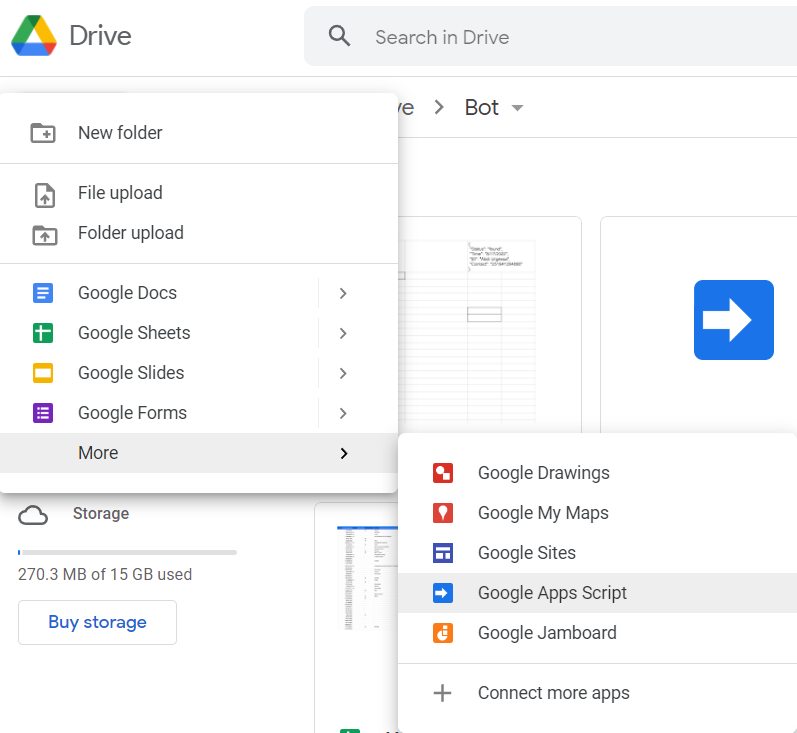 Drive
Search in Drive
ve > Bot
New folder
File upload
Folder upload
Google Docs
Google Sheets
Google Slides
Google Forms
More
Google Drawings
Google My Maps
Google Sites
Google Apps Script
Google Jamboard
Connect more apps
Storage
270.3 MB of 15 GB used
Buy storage